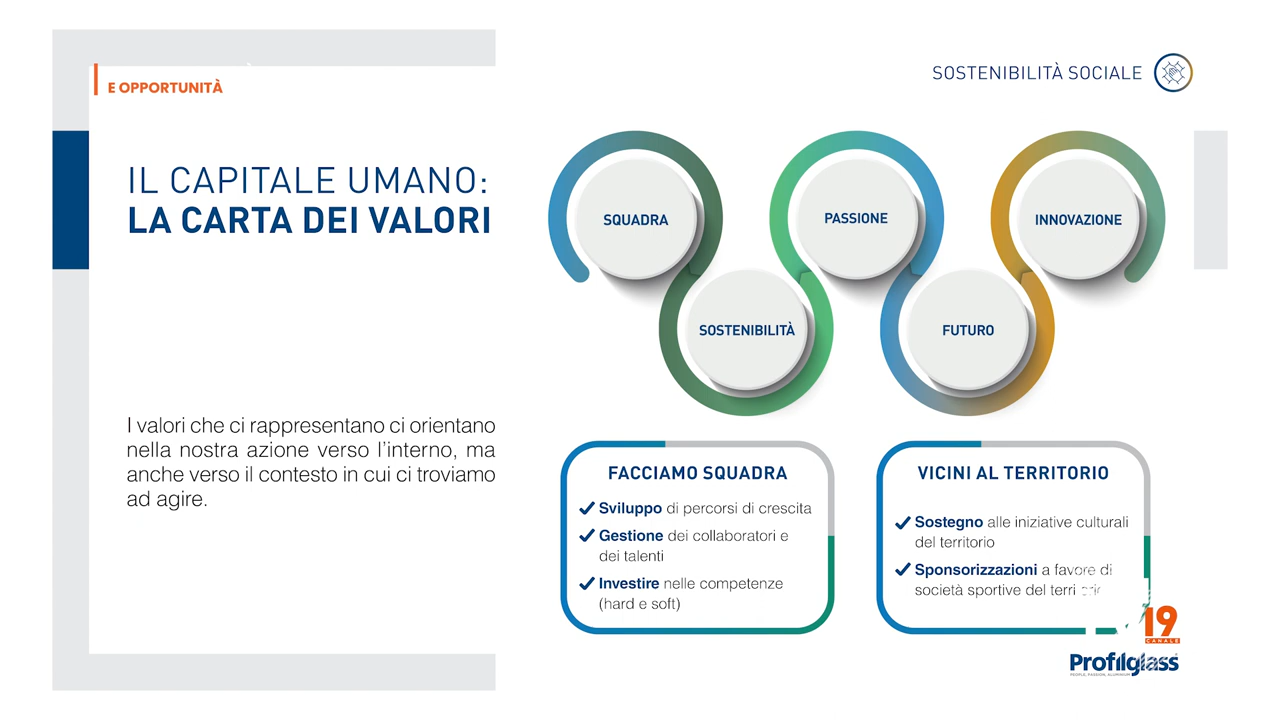 E OPPORTUNITÀ
SOSTENIBILITÀ SOCIALE
IL CAPITALE UMANO:
LA CARTA DEI VALORI
SQUADRA
PASSIONE
INNOVAZIONE
SOSTENIBILITÀ
FUTURO
I valori che ci rappresentano ci orientano
nella nostra azione verso l'interno, ma
anche verso il contesto in cui ci troviamo
ad agire.
FACCIAMO SQUADRA
Sviluppo di percorsi di crescita
Gestione dei collaboratori e
dei talenti
Investire nelle competenze
(hard e soft)
VICINI AL TERRITORIO
Sostegno alle iniziative culturali
del territorio
Sponsorizzazioni a favore di
società sportive del
19
CANALE
Profilglass
PEOPLE, PASSION, ALUMINIUM